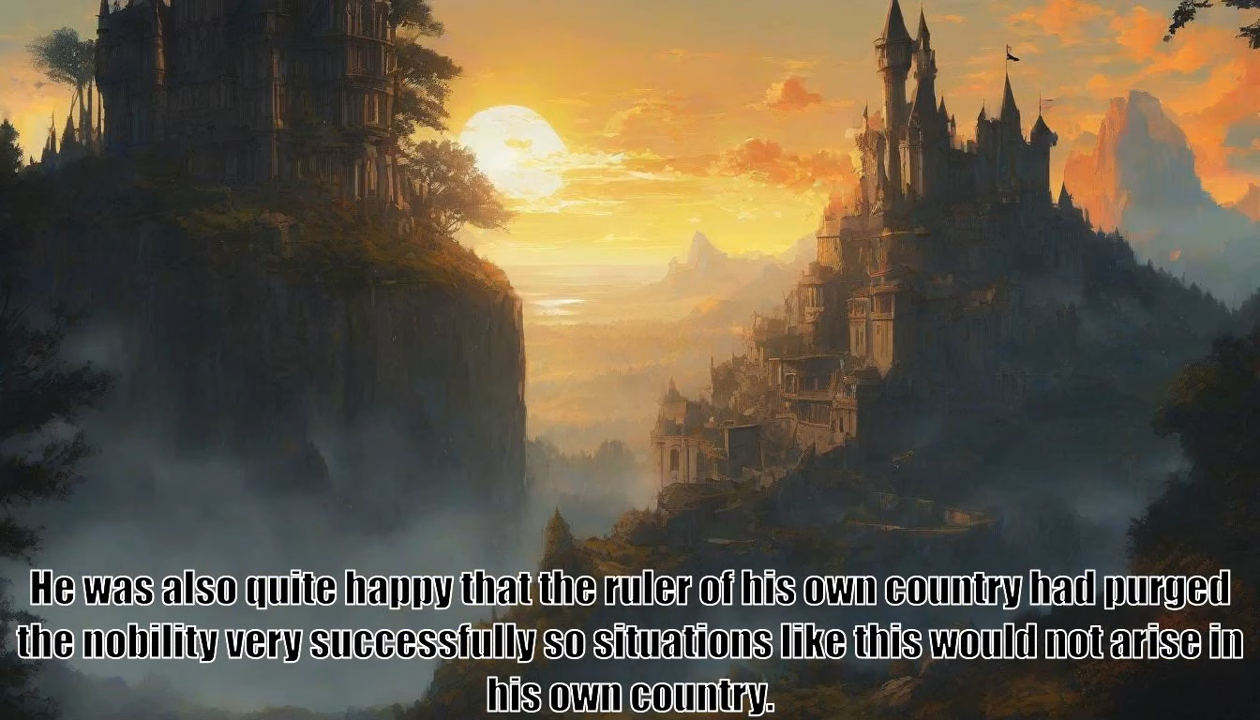 He was also quite happy that the ruler of his own country had purged
the nobility very successfully so situations like this would not arise in
his own country.